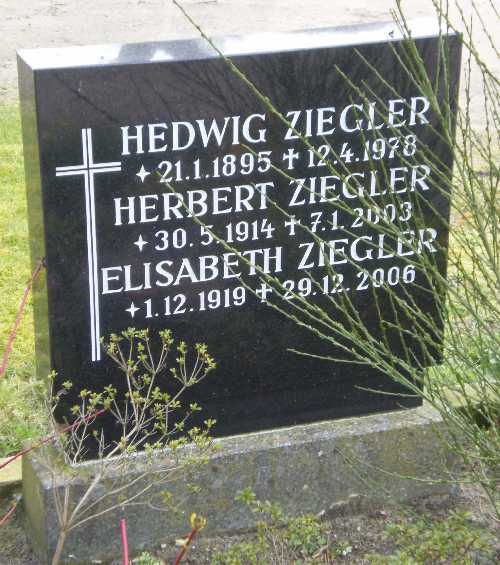 HEDWIG ZIEGLER
✦ 21.1.1895 ✝ 12.4.1978
HERBERT ZIEGLER
✦ 30.5.1914 ✝ 7.1.2003
ELISABETH ZIEGLER
✦ 1.12.1919 ✝ 29.12.2006